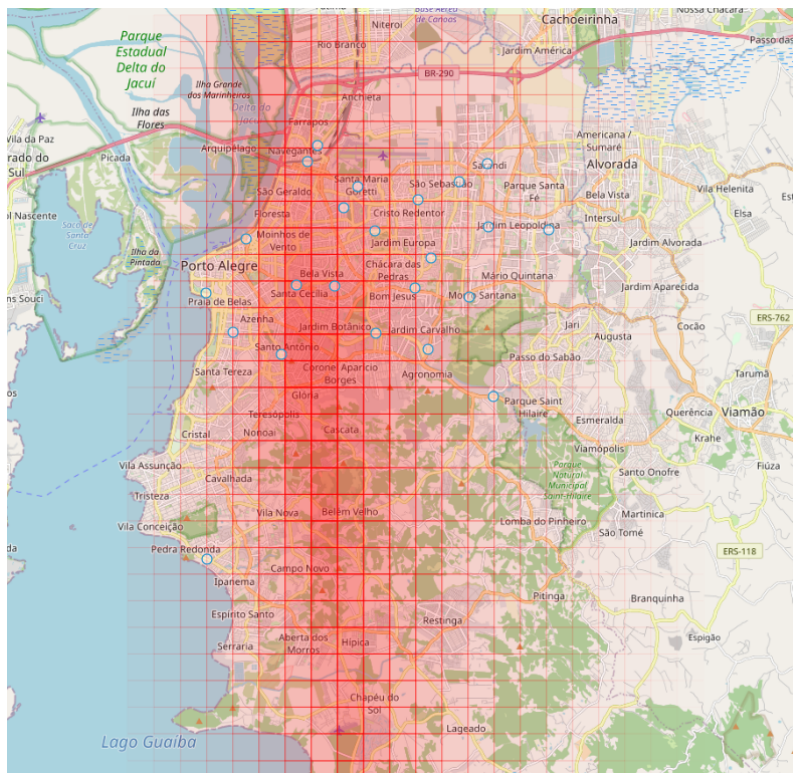 Base Aérea
de Canoas
Nossa Chácara
Cachoeirinha
Niteroi
Rio Branco
Passo das
Parque
Estadual
Delta do
Jacuí
Jardim América
BR-290
Ilha Grande
dos Marinheiros
Delta do
Anchieta
Ilha das
Flores
Farrapos
Vila da Paz
Arquipélago
Navegantes
Americana /
Sumaré
Alvorada
rado do
Sul
Picada
Sarandi
São Geraldo
Santa Maria
Goretti
São Sebastião
Parque Santa
Fé
Bela Vista
Vila Helenita
Est
ol Nascente
Saco de
Santa
Cruz
Floresta
Cristo Redentor
Jardim Leopoldina
Intersul
Elsa
Moinhos de
Vento
Jardim Europa
Jardim Alvorada
Ilha da
Pintada
Porto Alegre
Bela Vista
Chácara das
Pedras
Mário Quintana
Jardim Aparecida
ns Souci
Praia de Belas
Santa Cecília
Bom Jesus
Morro Santana
ERS-762
Azenha
Jardim Botânico
Jardim Carvalho
Jari
Augusta
Cocão
Santo Antônio
Passo do Sabão
Santa Tereza
Corone Aparício
Borges
Agronomia
Tarumã
Glória
Parque Saint
Hilaire
Querência
Viamão
Teresópolis
Esmeralda
Cristal
Nonoai
Cascata
Krahe
Viamópolis
Vila Assunção
Cavalhada
Parque
Natural
Municipal
Saint-Hilaire
Santo Onofre
Fiúza
Tristeza
Vila Conceição
Vila Nova
Belém Velho
Lomba do Pinheiro
Martinica
São Tomé
da
Pedra Redonda
ERS-118
Ipanema
Campo Novo
Pitinga
Branquinha
Espírito Santo
Restinga
Serraria
Aberta dos
Morros
Hípica
Espigão
Chapéu do
Sol
Lago Guaíba
Lageado